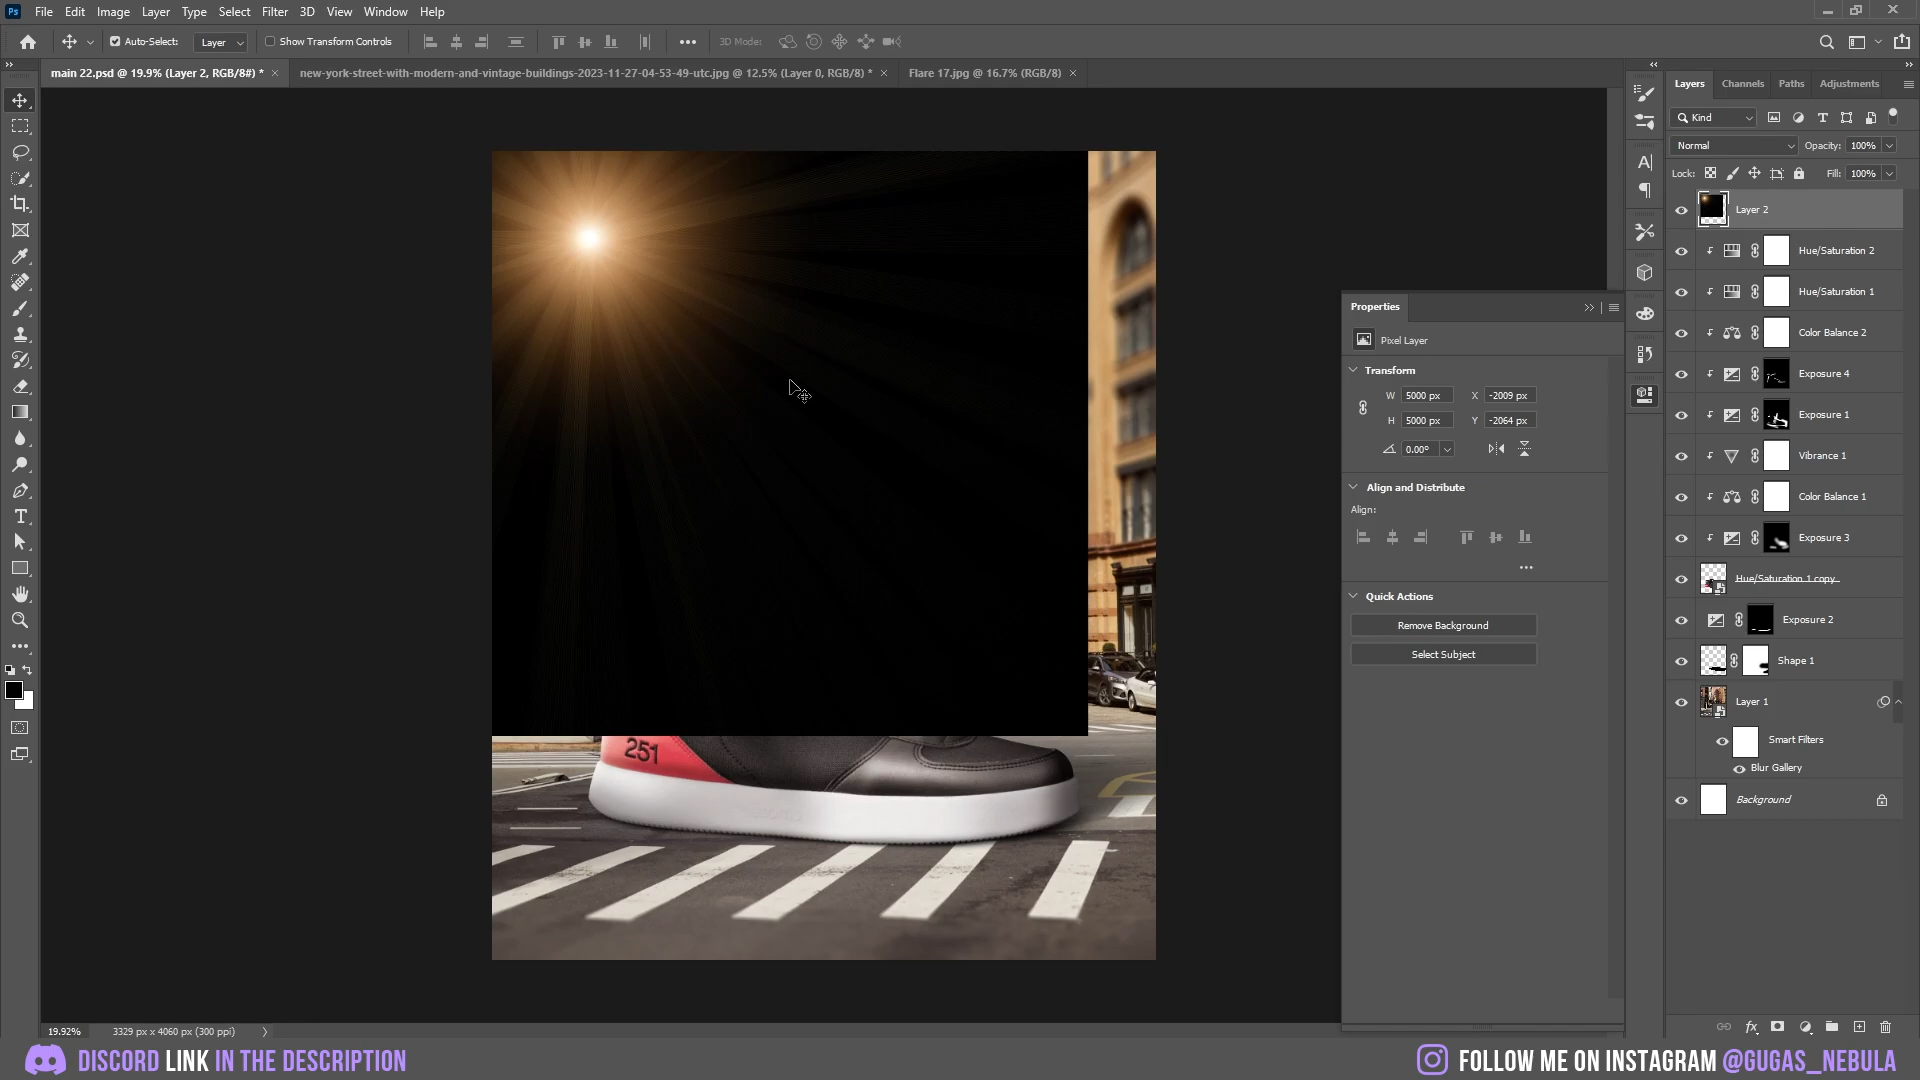 Ps File Edit Image Layer Type Select Filter 3D View Window Help
Auto-Select: Layer Show Transform Controls 3D Mode:
main 22.psd @ 19.9% (Layer 2, RGB/8#) * × new-york-street-with-modern-and-vintage-buildings-2023-11-27-04-53-49-utc.jpg @ 12.5% (Layer 0, RGB/8) * × Flare 17.jpg @ 16.7% (RGB/8) ×
Layers Channels Paths Adjustments
Kind
Normal Opacity: 100%
Lock: Fill: 100%
Layer 2
Hue/Saturation 2
Hue/Saturation 1
Color Balance 2
Exposure 4
Exposure 1
Vibrance 1
Color Balance 1
Exposure 3
Hue/Saturation 1 copy
Exposure 2
Shape 1
Layer 1
Smart Filters
Blur Gallery
Background
Properties
Pixel Layer
Transform
W 5000 px X -2009 px
H 5000 px Y -2064 px
0.00°
Align and Distribute
Align:
Quick Actions
Remove Background
Select Subject
251
19.92% 3329 px x 4060 px (300 ppi)
DISCORD LINK IN THE DESCRIPTION
FOLLOW ME ON INSTAGRAM @GUGAS_NEBULA